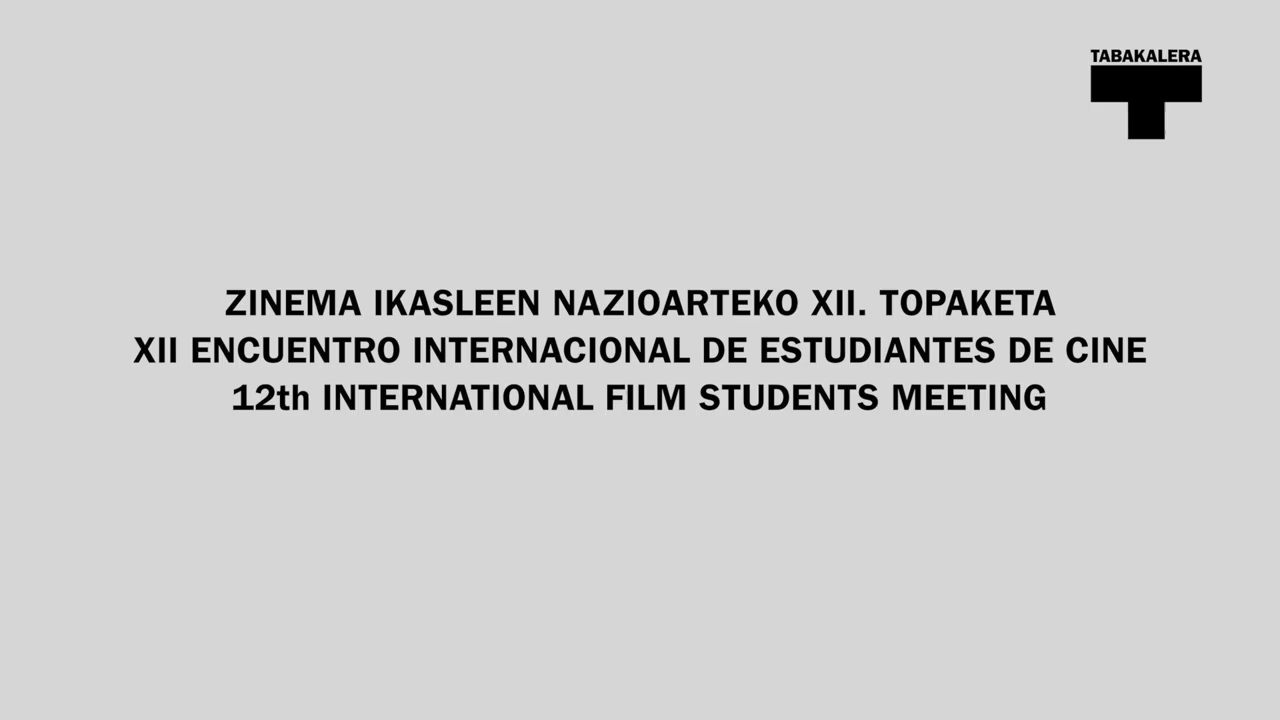 TABAKALERA
ZINEMA IKASLEEN NAZIOARTEKO XII. TOPAKETA
XII ENCUENTRO INTERNACIONAL DE ESTUDIANTES DE CINE
12th INTERNATIONAL FILM STUDENTS MEETING